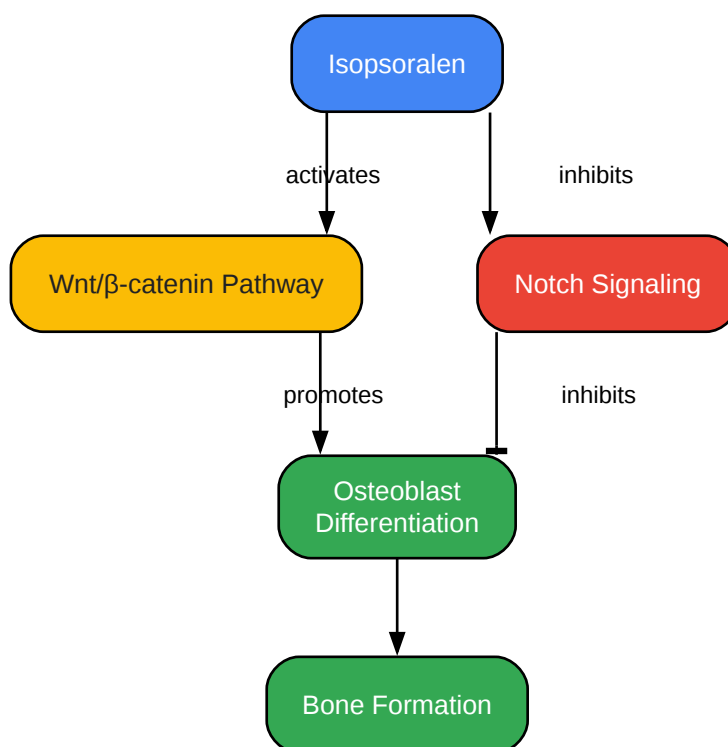 Isopsoralen
activates
inhibits
Wnt/β-catenin Pathway
Notch Signaling
promotes
inhibits
Osteoblast
Differentiation
Bone Formation